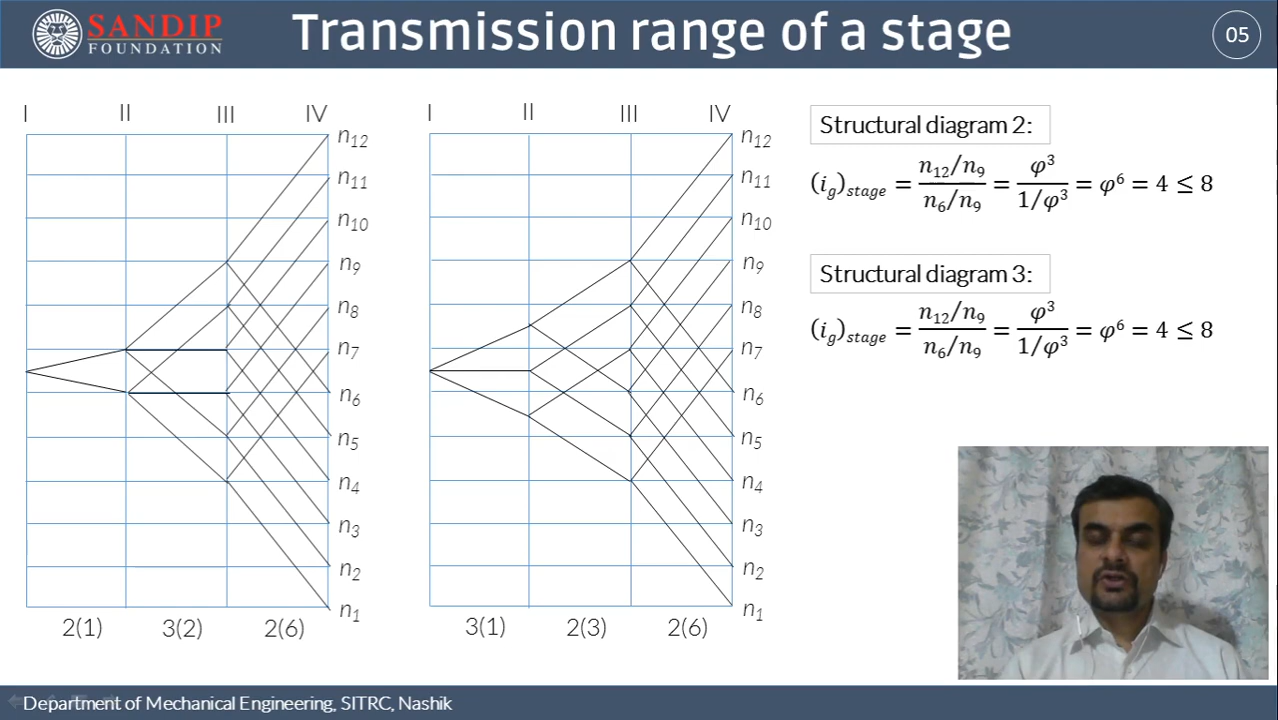 SANDIP
FOUNDATION
Transmission range of a stage
05
I II III IV
n12
n11
n10
n9
n8
n7
n6
n5
n4
n3
n2
n1
2(1) 3(2) 2(6)
I II III IV
n12
n11
n10
n9
n8
n7
n6
n5
n4
n3
n2
n1
3(1) 2(3) 2(6)
Structural diagram 2:
(i_g)_stage = (n12/n9)/(n6/n9) = φ³/(1/φ³) = φ⁶ = 4 ≤ 8
Structural diagram 3:
(i_g)_stage = (n12/n9)/(n6/n9) = φ³/(1/φ³) = φ⁶ = 4 ≤ 8
Department of Mechanical Engineering, SITRC, Nashik